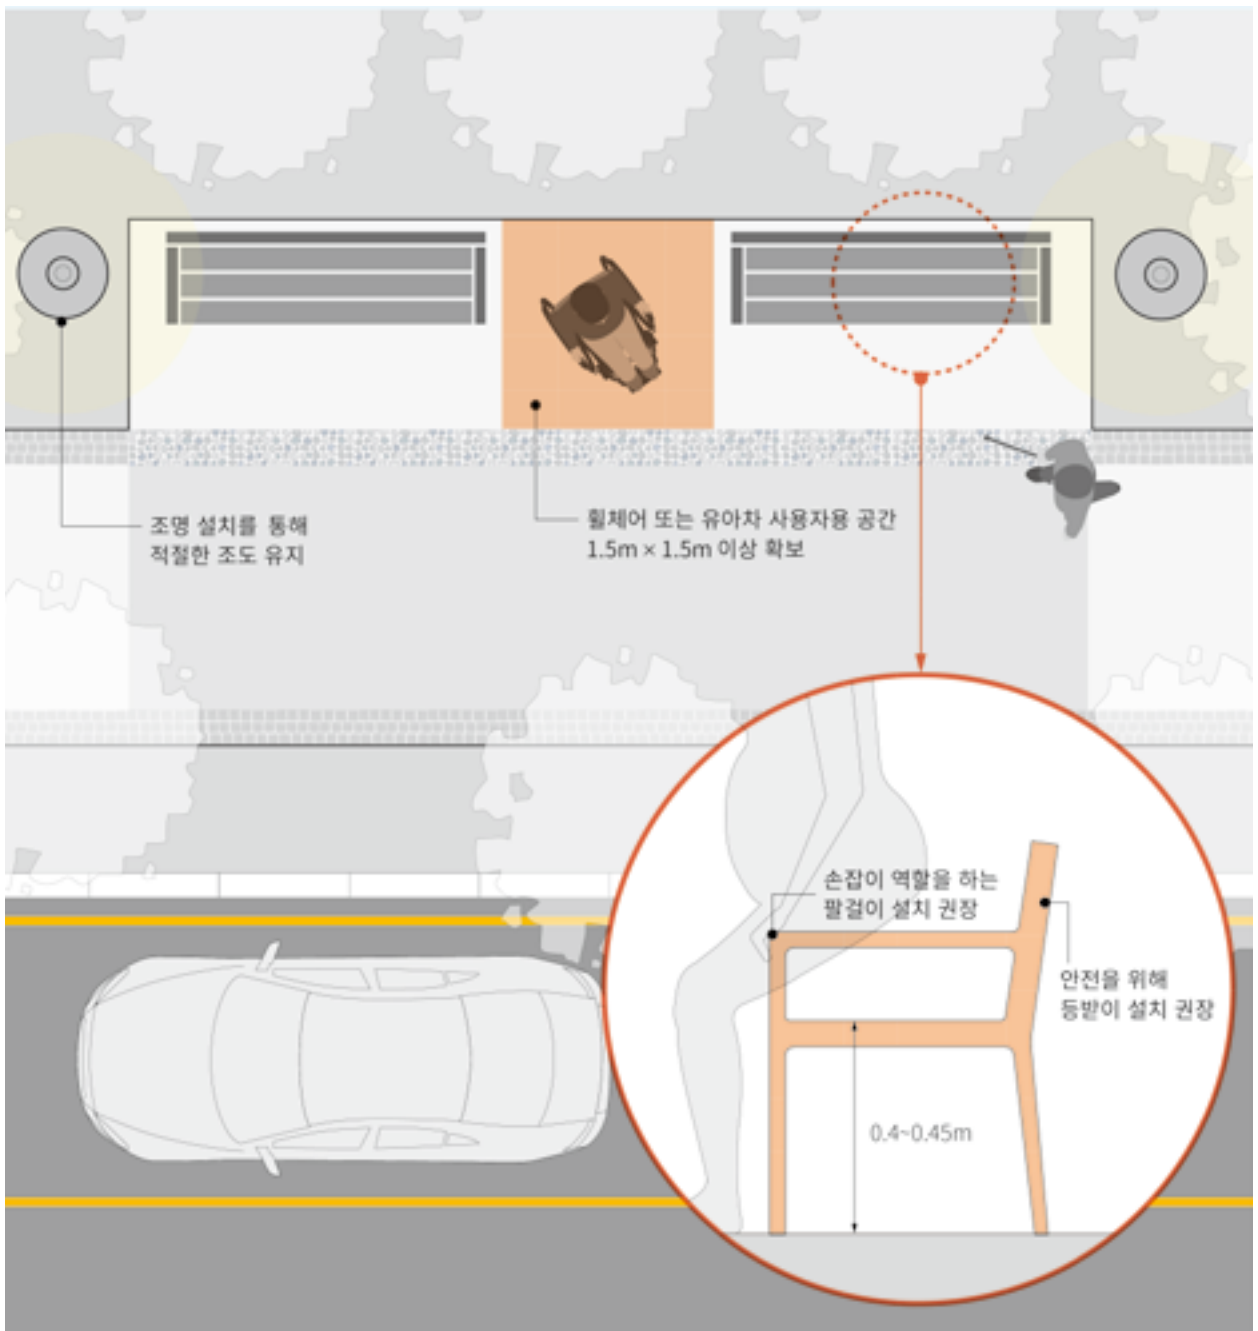 조명 설치를 통해
적절한 조도 유지
휠체어 또는 유아차 사용자용 공간
1.5m × 1.5m 이상 확보
손잡이 역할을 하는
팔걸이 설치 권장
안전을 위해
등받이 설치 권장
0.4~0.45m